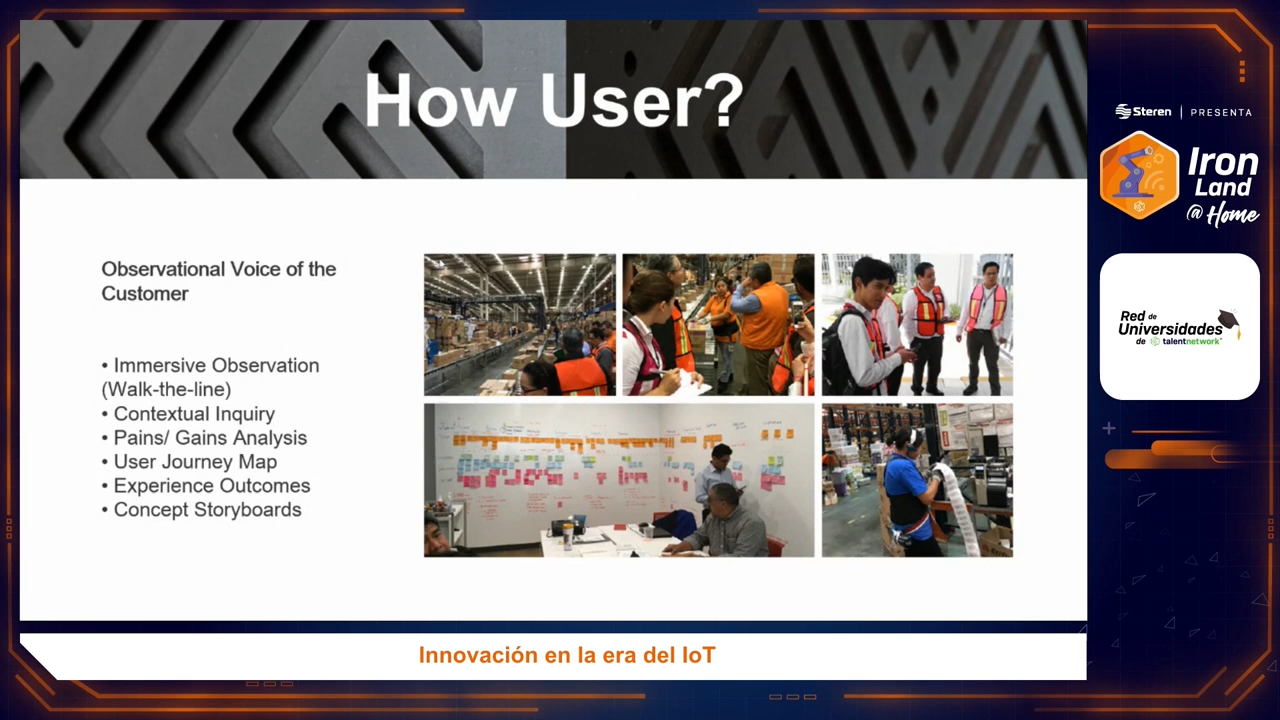 How User?
Steren | PRESENTA
Iron
Land
@ Home
Observational Voice of the
Customer
• Immersive Observation
(Walk-the-line)
• Contextual Inquiry
• Pains/ Gains Analysis
• User Journey Map
• Experience Outcomes
• Concept Storyboards
Red de
Universidades
de talentnetwork
Innovación en la era del IoT